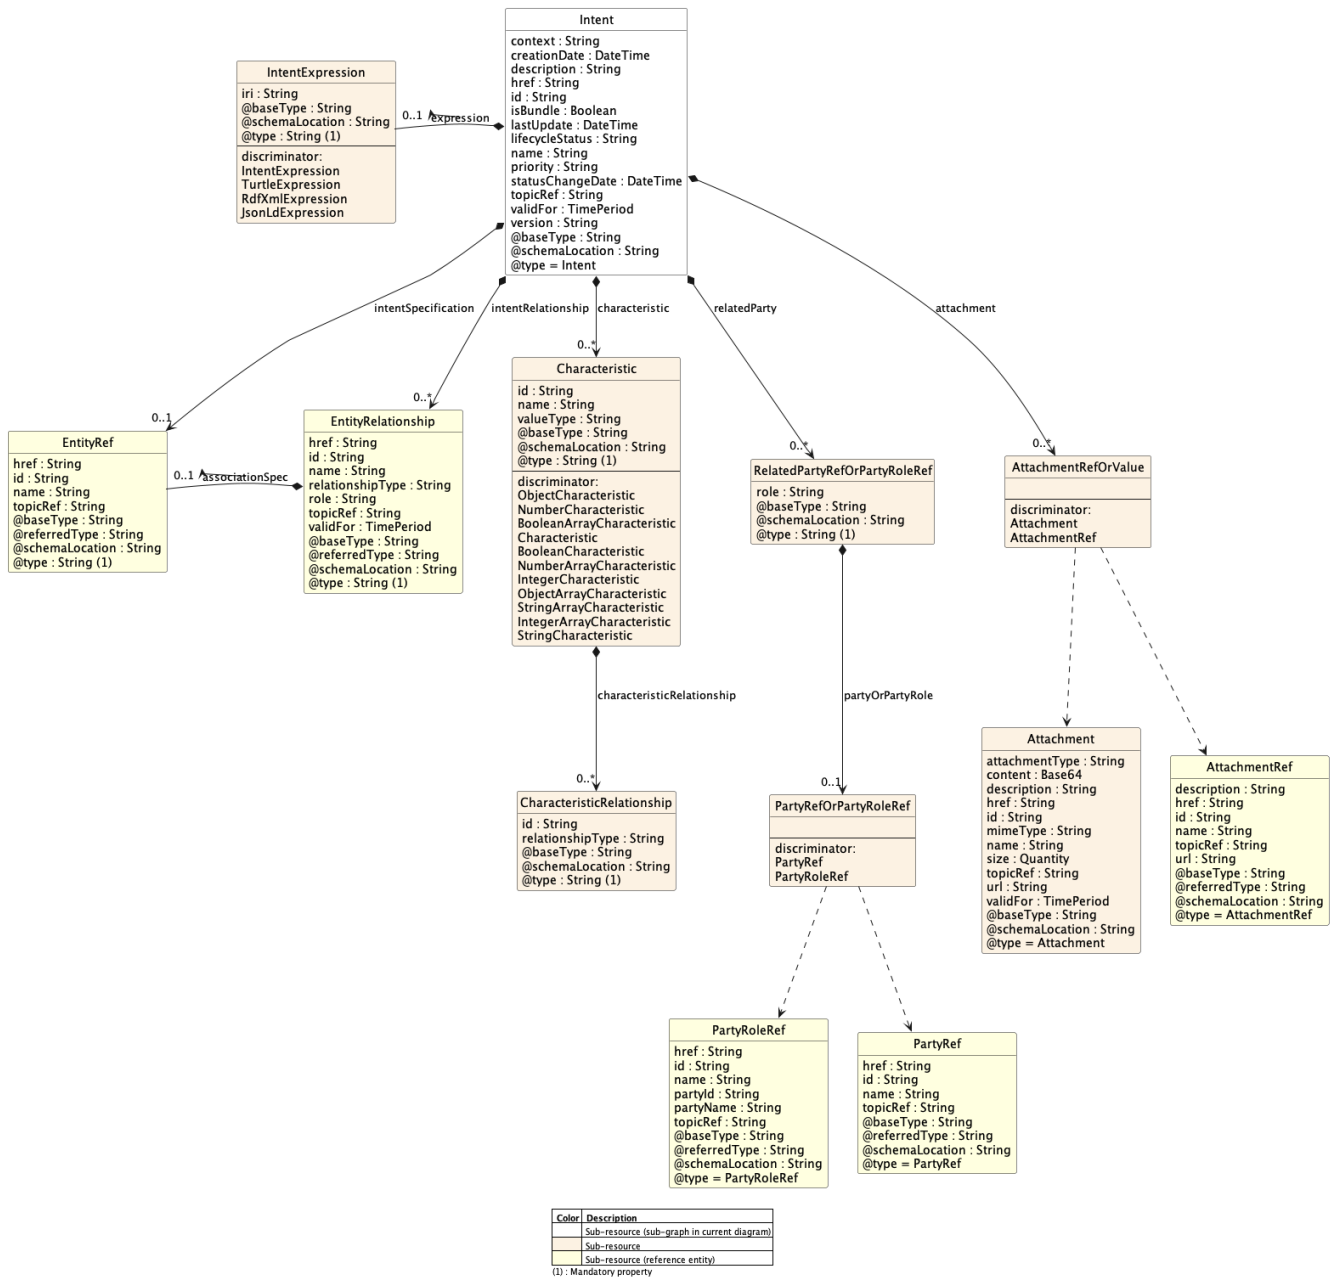 Intent
context : String
creationDate : DateTime
description : String
href : String
id : String
isBundle : Boolean
lastUpdate : DateTime
lifecycleStatus : String
name : String
priority : String
statusChangeDate : DateTime
topicRef : String
validFor : TimePeriod
version : String
@baseType : String
@schemaLocation : String
@type = Intent
IntentExpression
iri : String
@baseType : String
@schemaLocation : String
@type : String (1)
discriminator:
IntentExpression
TurtleExpression
RdfXmlExpression
JsonLdExpression
0..1
expression
intentSpecification
intentRelationship
characteristic
relatedParty
attachment
0..1
0..*
0..*
0..*
0..*
EntityRef
href : String
id : String
name : String
topicRef : String
@baseType : String
@referredType : String
@schemaLocation : String
@type : String (1)
0..1
associationSpec
EntityRelationship
href : String
id : String
name : String
relationshipType : String
role : String
topicRef : String
validFor : TimePeriod
@baseType : String
@referredType : String
@schemaLocation : String
@type : String (1)
Characteristic
id : String
name : String
valueType : String
@baseType : String
@schemaLocation : String
@type : String (1)
discriminator:
ObjectCharacteristic
NumberCharacteristic
BooleanArrayCharacteristic
Characteristic
BooleanCharacteristic
NumberArrayCharacteristic
IntegerCharacteristic
ObjectArrayCharacteristic
StringArrayCharacteristic
IntegerArrayCharacteristic
StringCharacteristic
RelatedPartyRefOrPartyRoleRef
role : String
@baseType : String
@schemaLocation : String
@type : String (1)
AttachmentRefOrValue
discriminator:
Attachment
AttachmentRef
characteristicRelationship
0..*
partyOrPartyRole
0..1
CharacteristicRelationship
id : String
relationshipType : String
@baseType : String
@schemaLocation : String
@type : String (1)
PartyRefOrPartyRoleRef
discriminator:
PartyRef
PartyRoleRef
Attachment
attachmentType : String
content : Base64
description : String
href : String
id : String
mimeType : String
name : String
size : Quantity
topicRef : String
url : String
validFor : TimePeriod
@baseType : String
@schemaLocation : String
@type = Attachment
AttachmentRef
description : String
href : String
id : String
name : String
topicRef : String
url : String
@baseType : String
@referredType : String
@schemaLocation : String
@type = AttachmentRef
PartyRoleRef
href : String
id : String
name : String
partyId : String
partyName : String
topicRef : String
@baseType : String
@referredType : String
@schemaLocation : String
@type = PartyRoleRef
PartyRef
href : String
id : String
name : String
topicRef : String
@baseType : String
@referredType : String
@schemaLocation : String
@type = PartyRef
Color Description
Sub-resource (sub-graph in current diagram)
Sub-resource
Sub-resource (reference entity)
(1) : Mandatory property